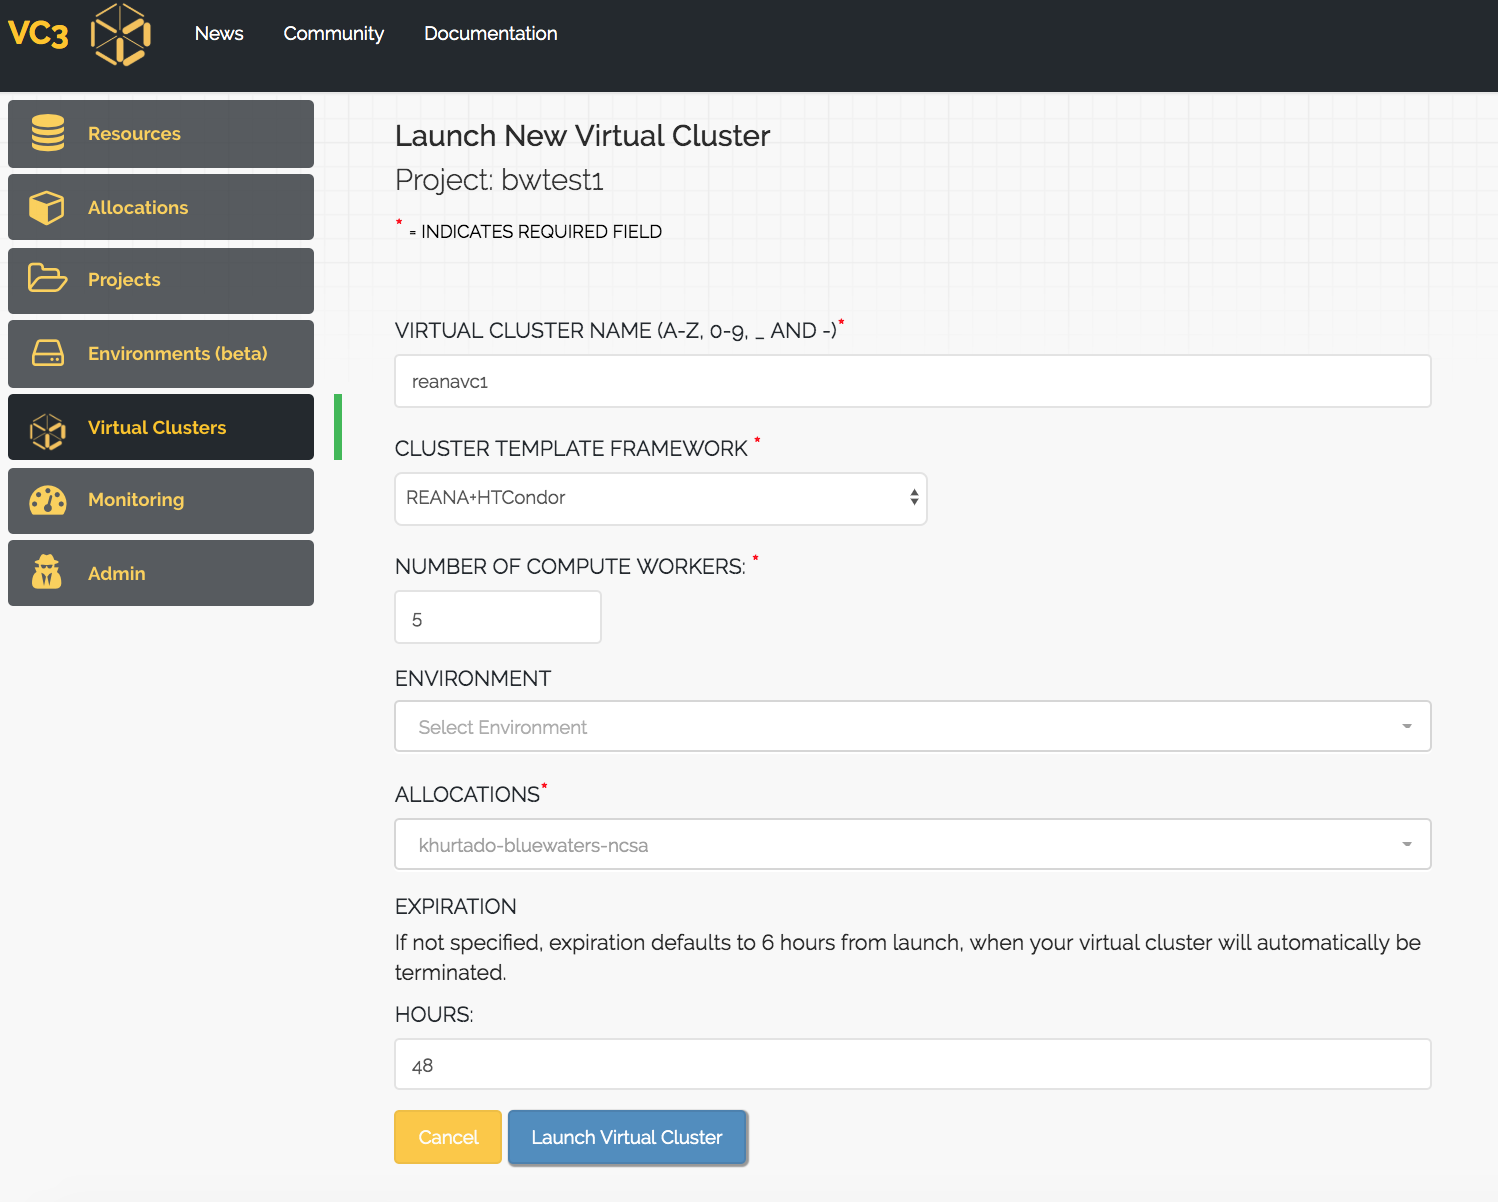 VC3
News
Community
Documentation
Resources
Allocations
Projects
Environments (beta)
Virtual Clusters
Monitoring
Admin
Launch New Virtual Cluster
Project: bwtest1
* = INDICATES REQUIRED FIELD
VIRTUAL CLUSTER NAME (A-Z, 0-9, _ AND -)*
reanavc1
CLUSTER TEMPLATE FRAMEWORK *
REANA+HTCondor
NUMBER OF COMPUTE WORKERS: *
5
ENVIRONMENT
Select Environment
ALLOCATIONS*
khurtado-bluewaters-ncsa
EXPIRATION
If not specified, expiration defaults to 6 hours from launch, when your virtual cluster will automatically be
terminated.
HOURS:
48
Cancel
Launch Virtual Cluster